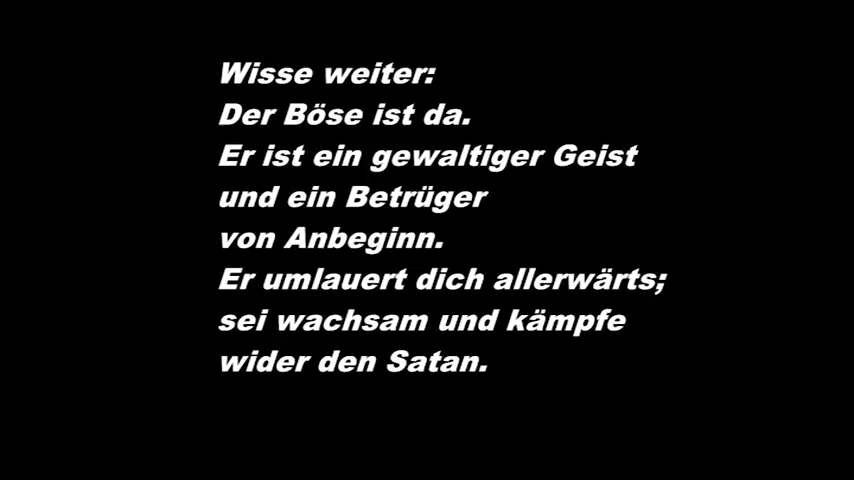 Wisse weiter:
Der Böse ist da.
Er ist ein gewaltiger Geist
und ein Betrüger
von Anbeginn.
Er umlauert dich allerwärts;
sei wachsam und kämpfe
wider den Satan.